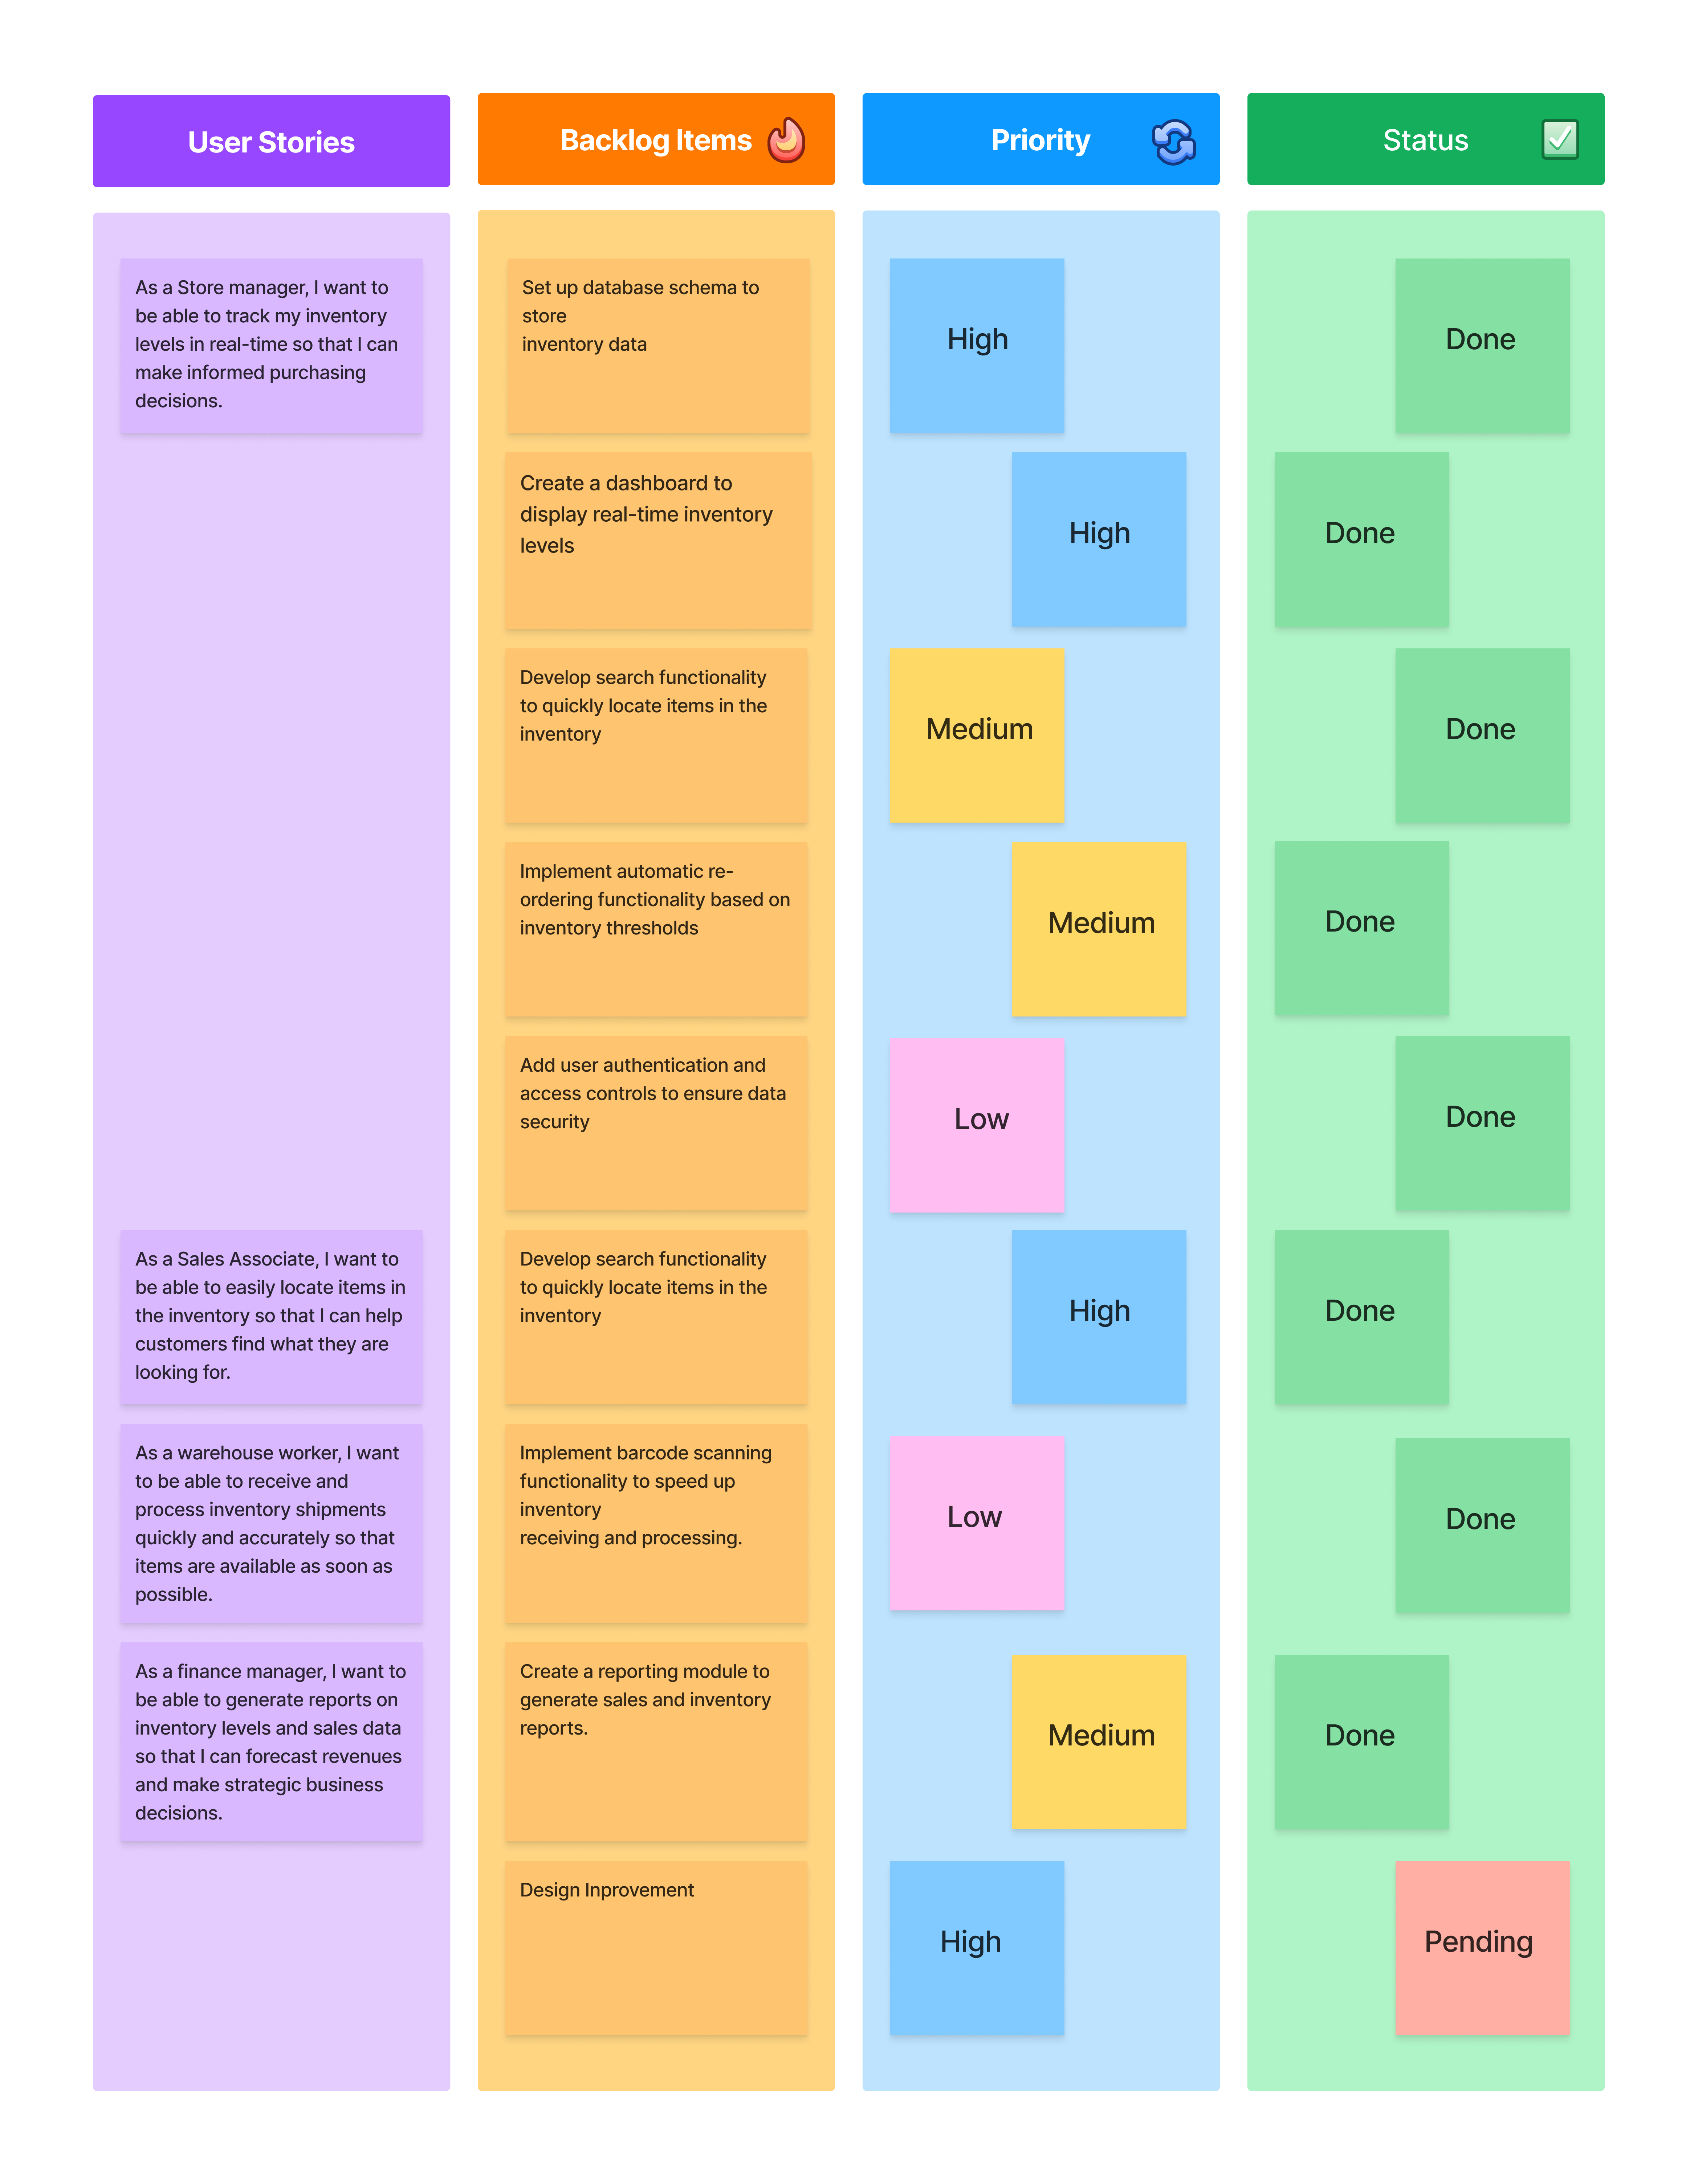 User Stories
Backlog Items
Priority
Status
As a Store manager, I want to
be able to track my inventory
levels in real-time so that I can
make informed purchasing
decisions.
Set up database schema to
store
inventory data
High
Done
Create a dashboard to
display real-time inventory
levels
High
Done
Develop search functionality
to quickly locate items in the
inventory
Medium
Done
Implement automatic re-
ordering functionality based on
inventory thresholds
Medium
Done
Add user authentication and
access controls to ensure data
security
Low
Done
As a Sales Associate, I want to
be able to easily locate items in
the inventory so that I can help
customers find what they are
looking for.
Develop search functionality
to quickly locate items in the
inventory
High
Done
As a warehouse worker, I want
to be able to receive and
process inventory shipments
quickly and accurately so that
items are available as soon as
possible.
Implement barcode scanning
functionality to speed up
inventory
receiving and processing.
Low
Done
As a finance manager, I want to
be able to generate reports on
inventory levels and sales data
so that I can forecast revenues
and make strategic business
decisions.
Create a reporting module to
generate sales and inventory
reports.
Medium
Done
Design Inprovement
High
Pending